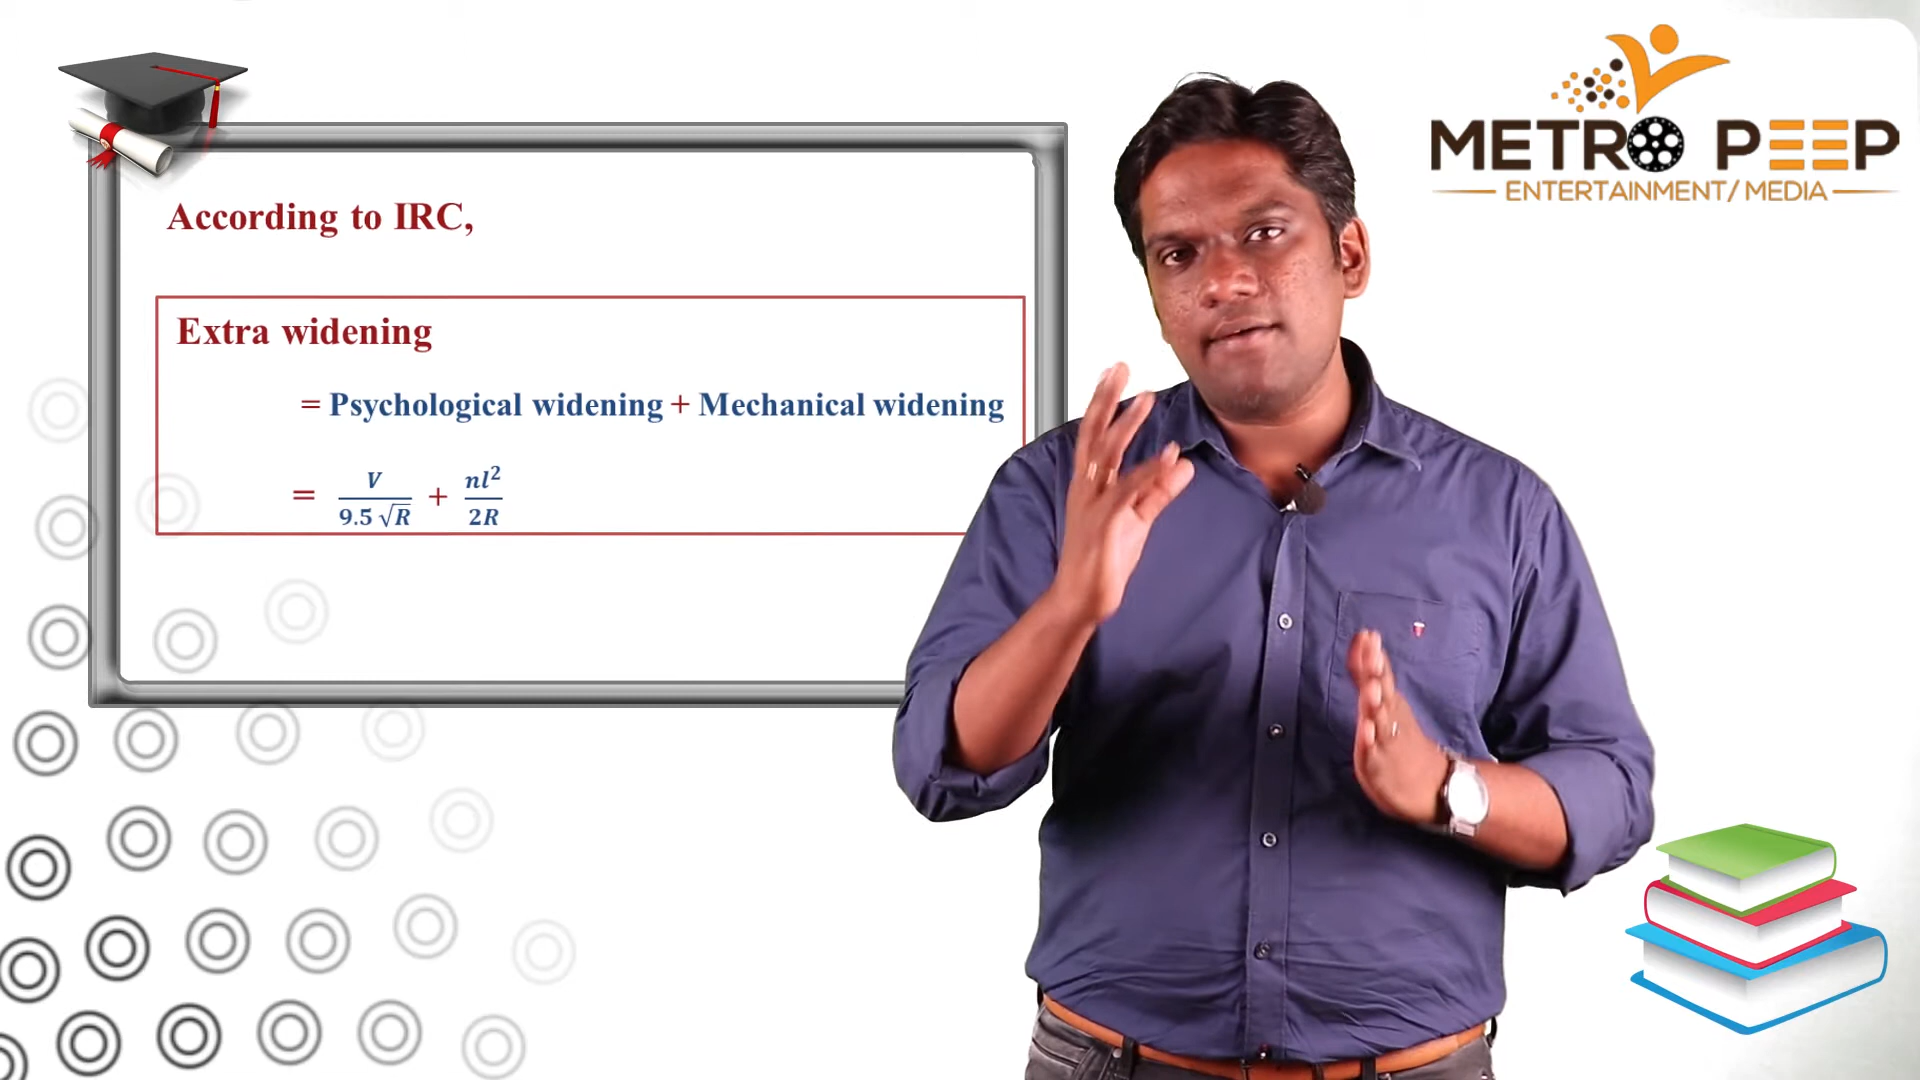 METRO PEEP
ENTERTAINMENT/ MEDIA
According to IRC,
Extra widening
= Psychological widening + Mechanical widening
= V/(9.5 √R) + nl²/2R